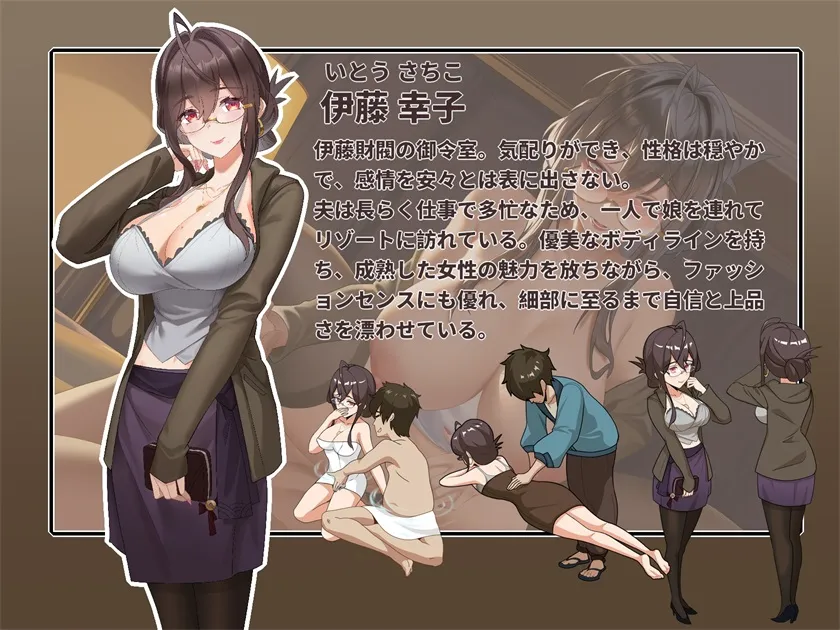 いとう さちこ
伊藤 幸子
伊藤財閥の御令室。気配りができ、性格は穏やか
で、感情を安々とは表に出さない。
夫は長らく仕事で多忙なため、一人で娘を連れて
リゾートに訪れている。優美なボディラインを持
ち、成熟した女性の魅力を放ちながら、ファッシ
ョンセンスにも優れ、細部に至るまで自信と上品
さを漂わせている。